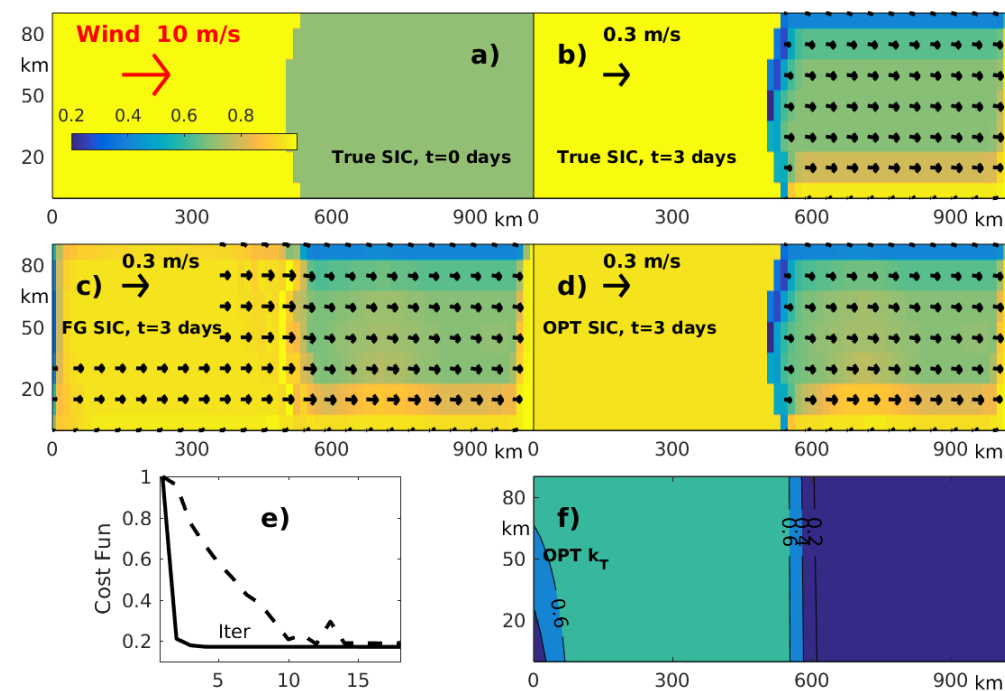 80
km
50
20
Wind 10 m/s
a)
0.2 0.4 0.6 0.8
True SIC, t=0 days
0 300 600 900 km
0.3 m/s
b)
True SIC, t=3 days
0 300 600 900 km
80
km
50
20
0.3 m/s
c)
FG SIC, t=3 days
0 300 600 900 km
0.3 m/s
d)
OPT SIC, t=3 days
0 300 600 900 km
Cost Fun
1
0.8
0.6
0.4
0.2
e)
Iter
5 10 15
80
km
50
20
f)
OPT kT
0.6
0.6
0.4
0.2
0 300 600 900 km